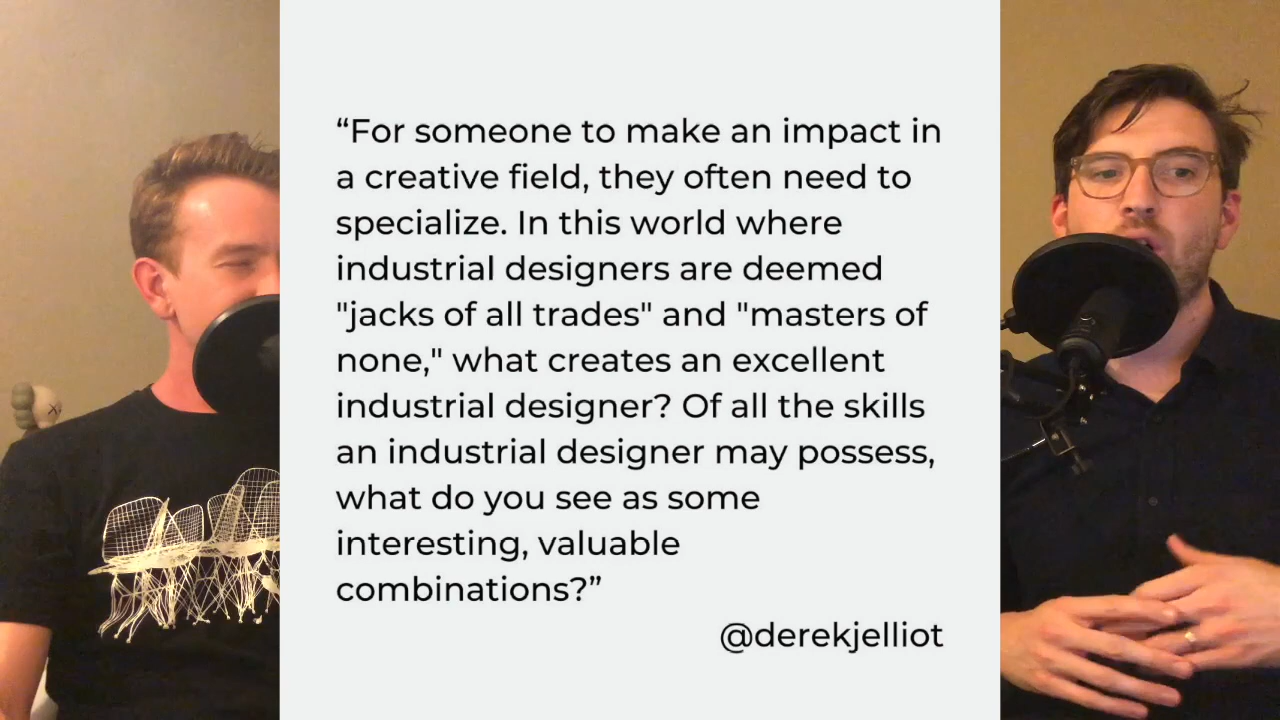 “For someone to make an impact in
a creative field, they often need to
specialize. In this world where
industrial designers are deemed
"jacks of all trades" and "masters of
none," what creates an excellent
industrial designer? Of all the skills
an industrial designer may possess,
what do you see as some
interesting, valuable
combinations?”
@derekjelliot